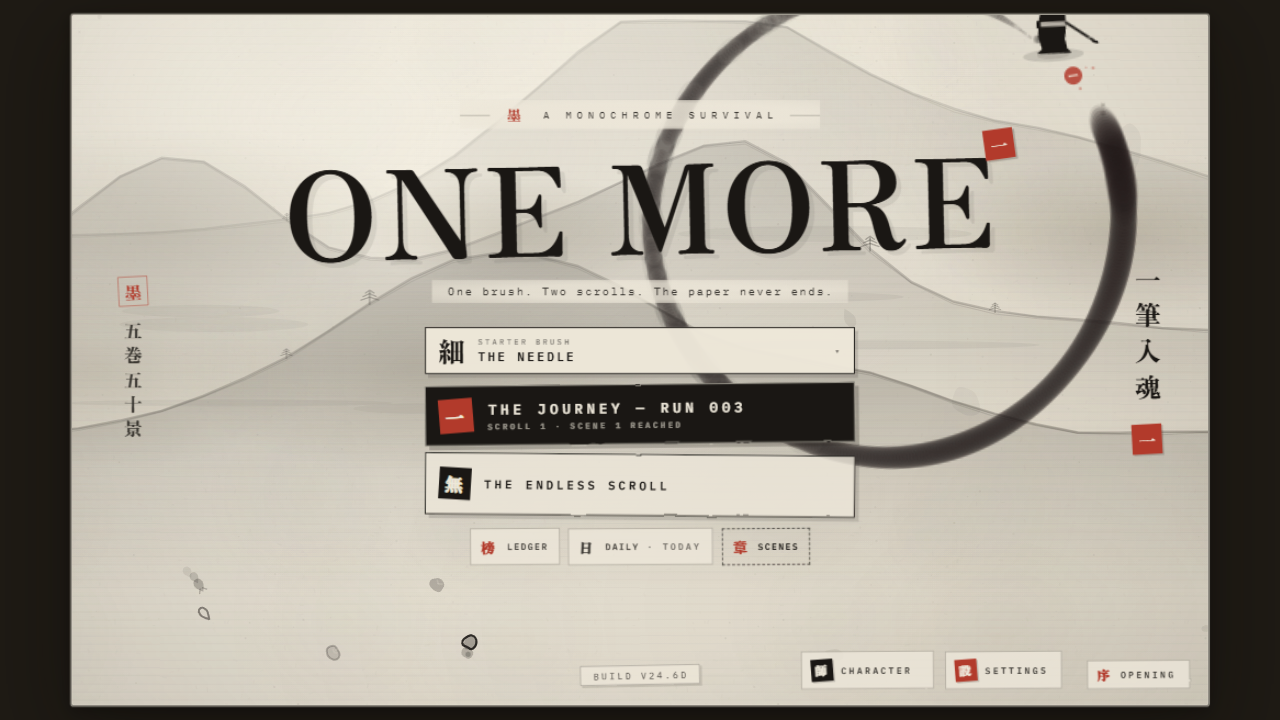 一
墨 A MONOCHROME SURVIVAL
ONE MORE
一
One brush. Two scrolls. The paper never ends.
墨
五巻五十景
一筆入魂
一
細
STARTER BRUSH
THE NEEDLE
一
THE JOURNEY — RUN 003
SCROLL 1 · SCENE 1 REACHED
無
THE ENDLESS SCROLL
榜 LEDGER
日 DAILY · TODAY
章 SCENES
BUILD V24.6D
師 CHARACTER
設 SETTINGS
序 OPENING